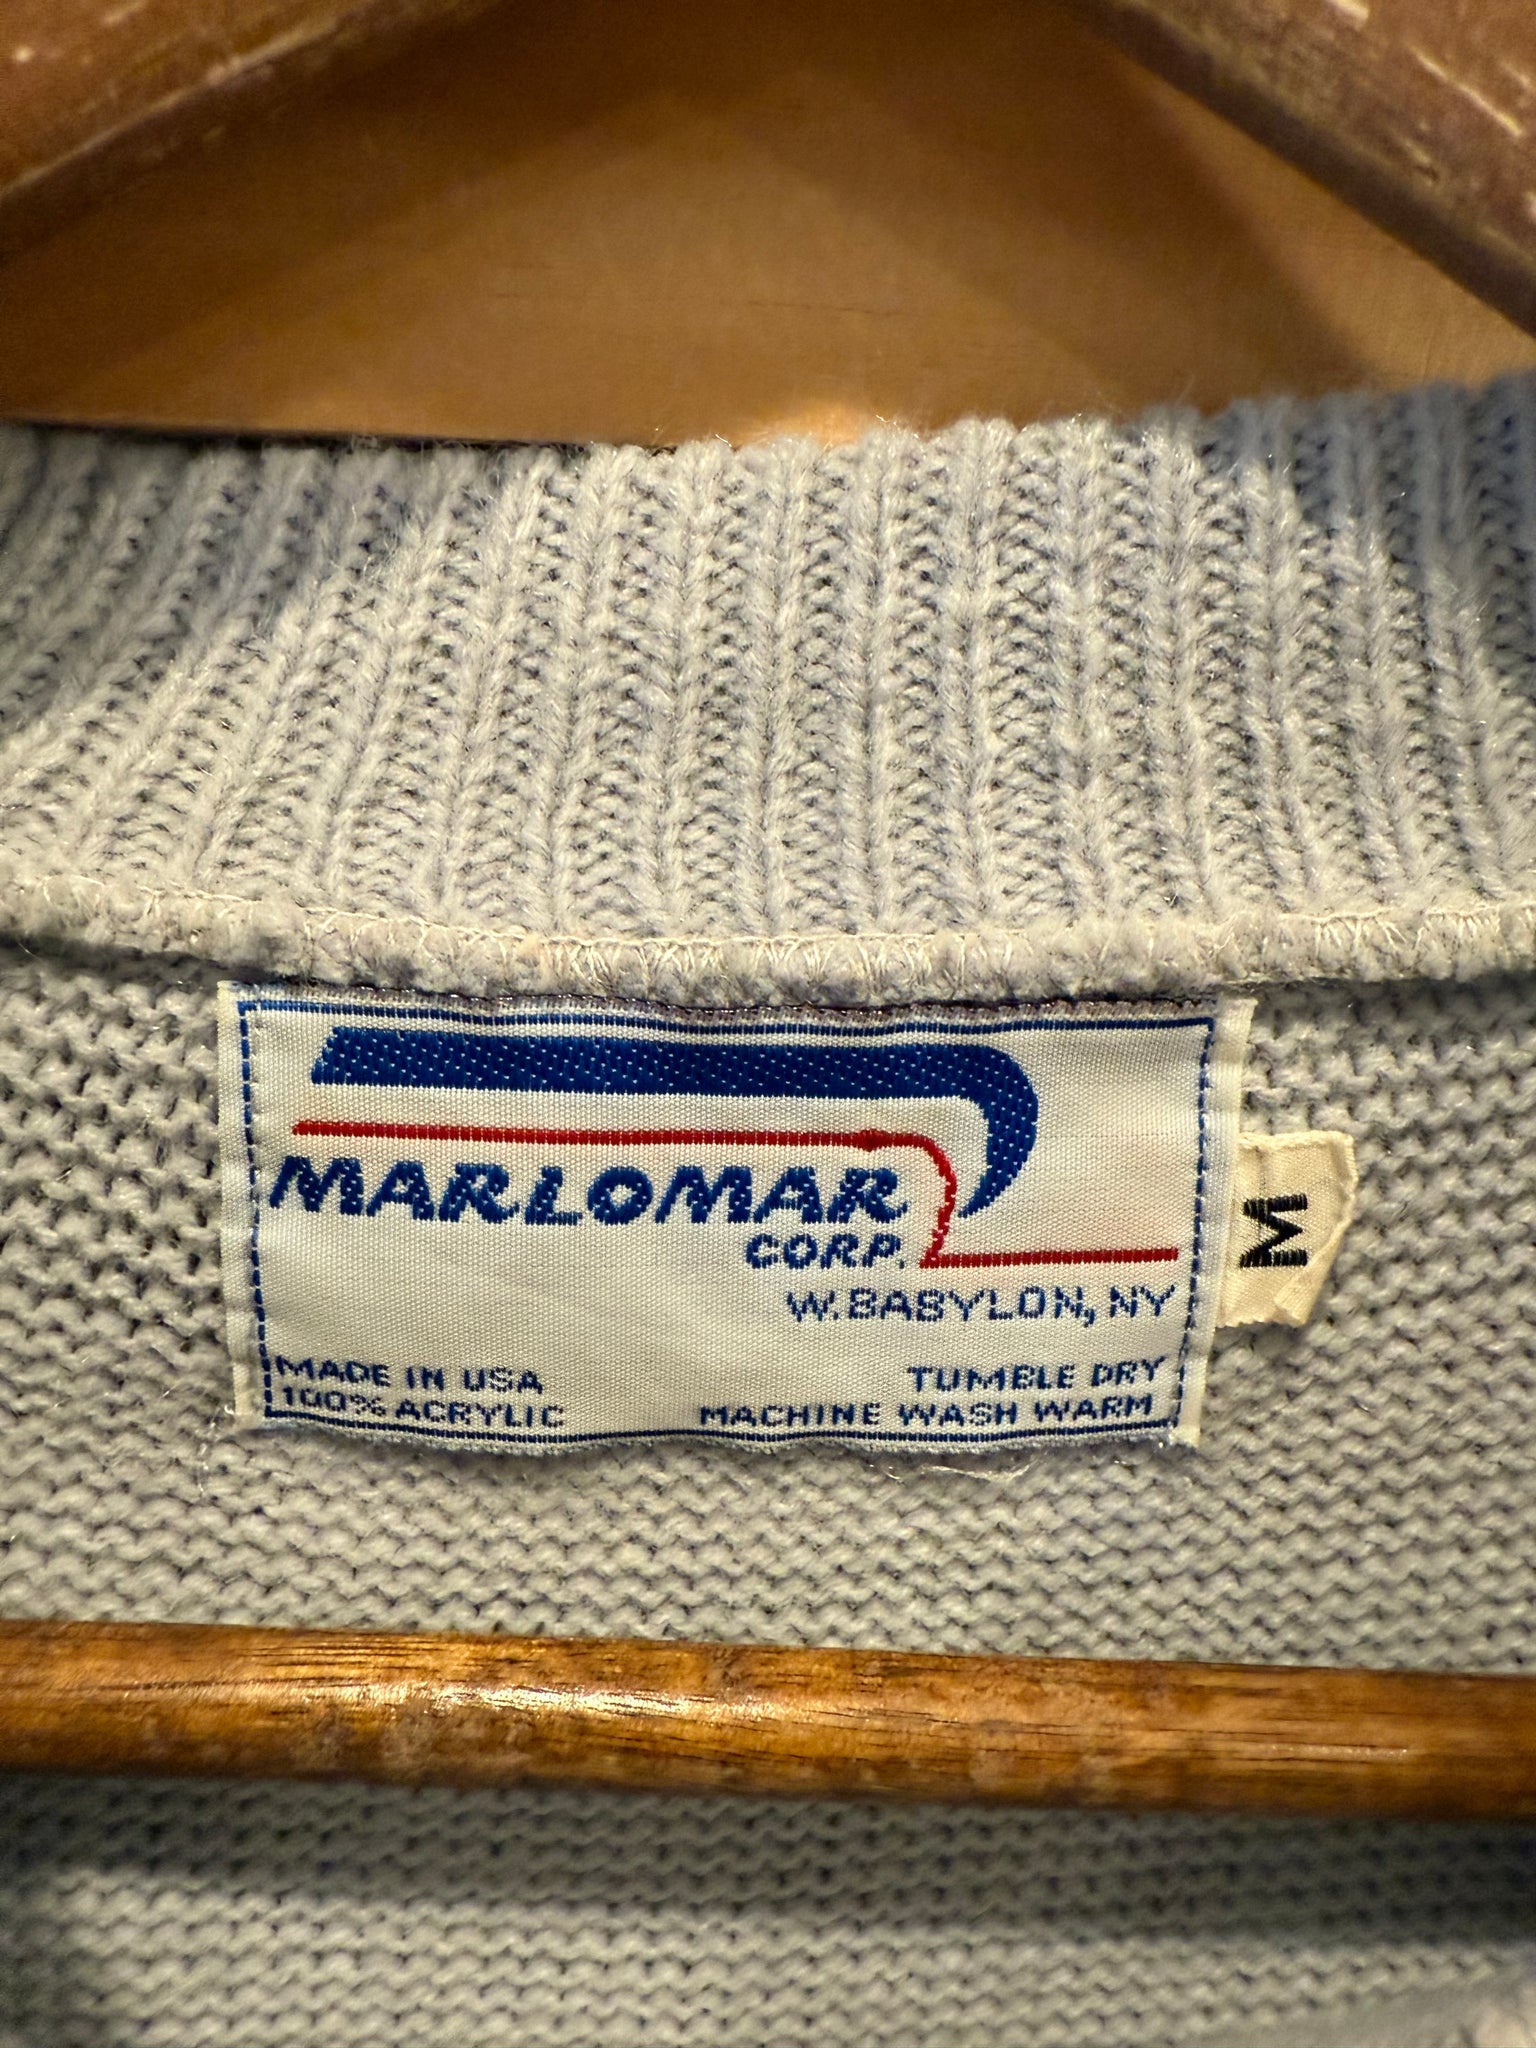 MARLOMAR
CORP.
W. BABYLON, NY
MADE IN USA
100% ACRYLIC
TUMBLE DRY
MACHINE WASH WARM
M